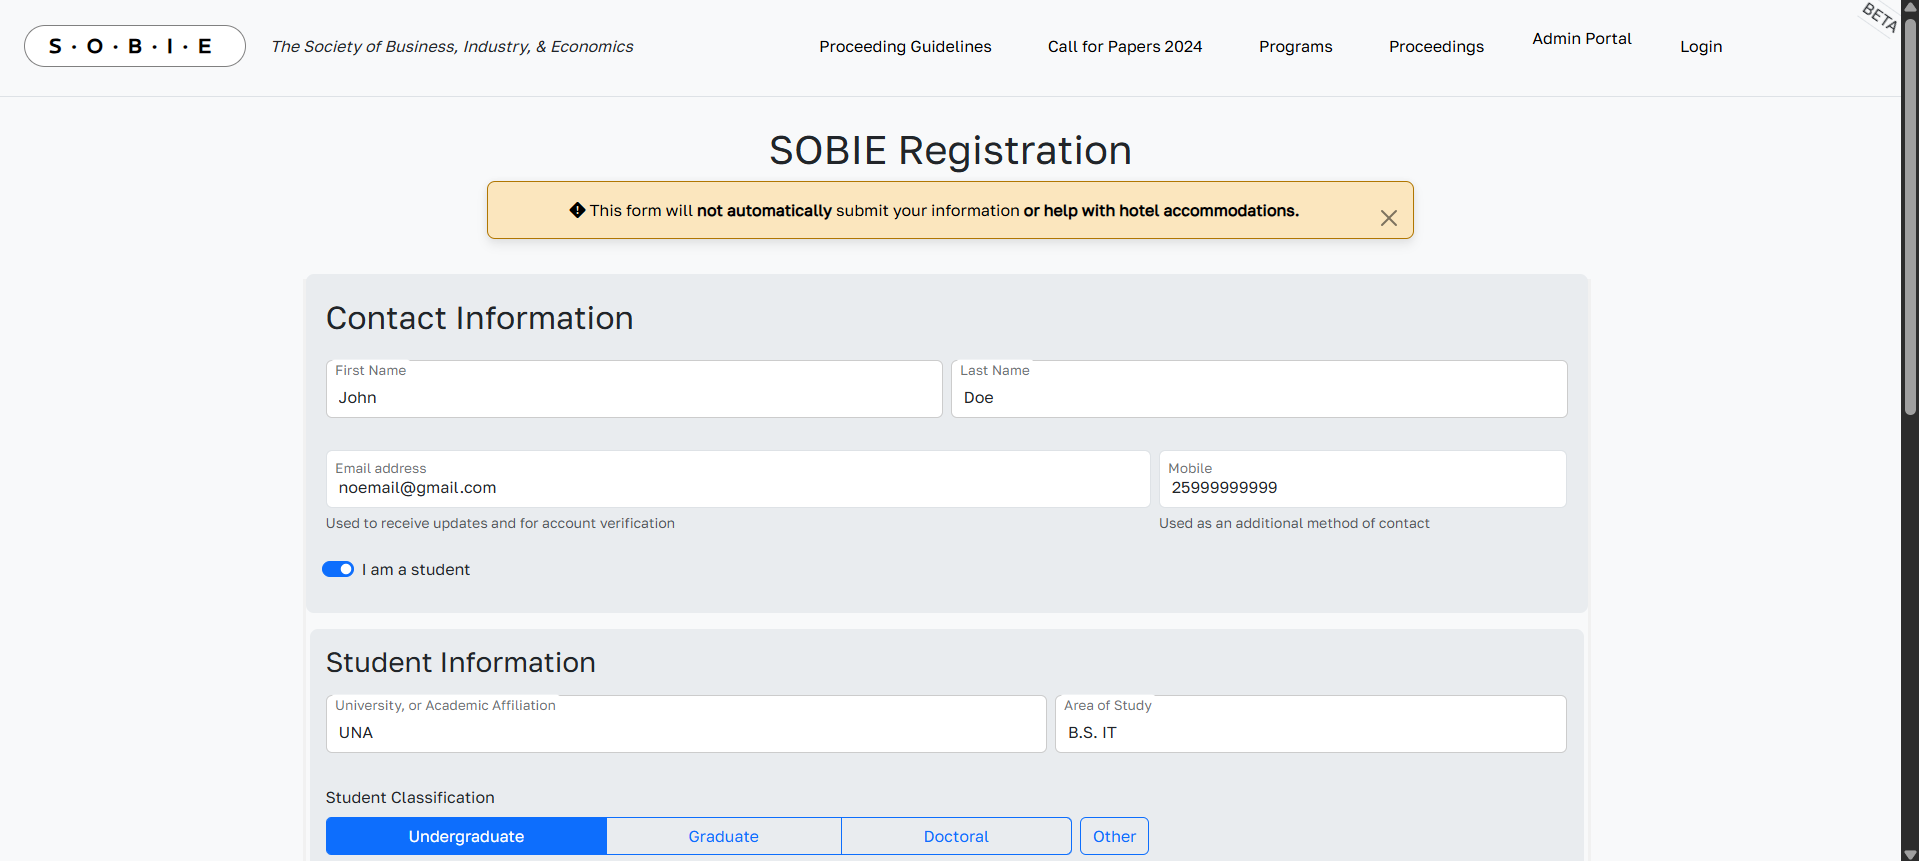 S · O · B · I · E
The Society of Business, Industry, & Economics
Proceeding Guidelines
Call for Papers 2024
Programs
Proceedings
Admin Portal
Login
BETA
SOBIE Registration
This form will not automatically submit your information or help with hotel accommodations.
Contact Information
First Name
John
Last Name
Doe
Email address
noemail@gmail.com
Mobile
25999999999
Used to receive updates and for account verification
Used as an additional method of contact
I am a student
Student Information
University, or Academic Affiliation
UNA
Area of Study
B.S. IT
Student Classification
Undergraduate
Graduate
Doctoral
Other